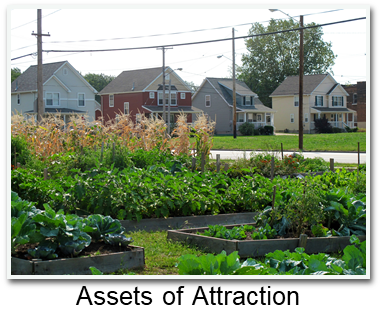 Assets of Attraction